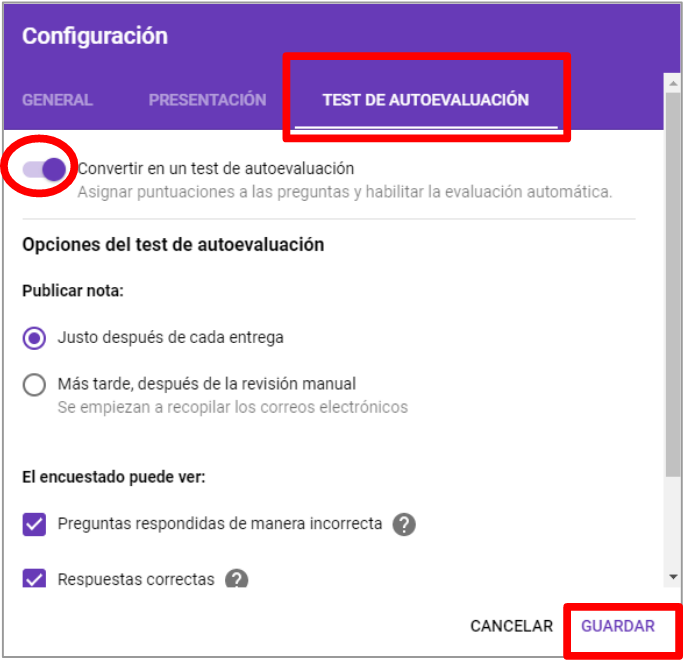 Configuración
GENERAL PRESENTACIÓN TEST DE AUTOEVALUACIÓN
Convertir en un test de autoevaluación
Asignar puntuaciones a las preguntas y habilitar la evaluación automática.
Opciones del test de autoevaluación
Publicar nota:
Justo después de cada entrega
Más tarde, después de la revisión manual
Se empiezan a recopilar los correos electrónicos
El encuestado puede ver:
Preguntas respondidas de manera incorrecta ?
Respuestas correctas ?
CANCELAR GUARDAR